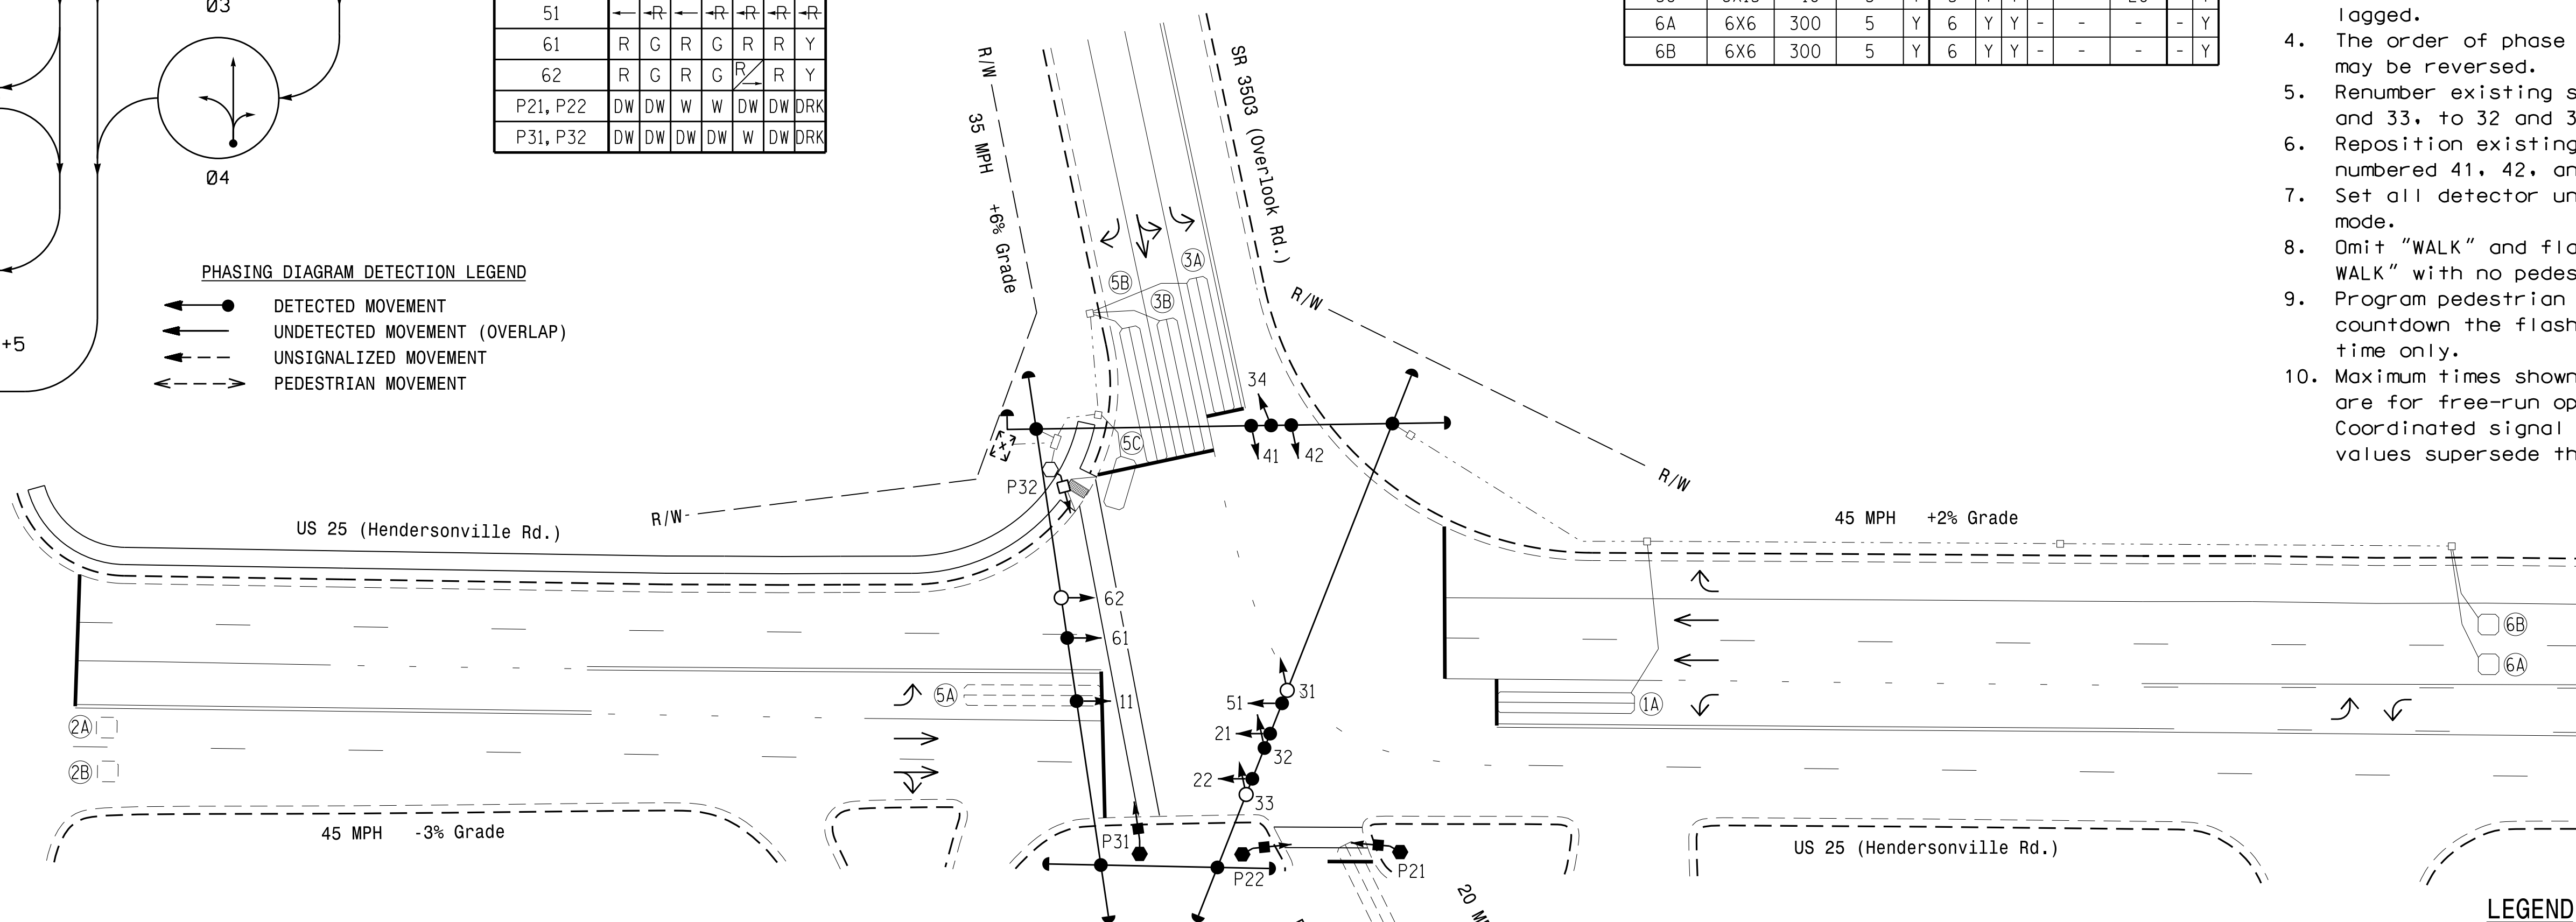 Ø3
Ø4
+5
51 ←R ←R ←R ←R ←R
61 R G R G R R Y
62 R G R G R R Y
P21, P22 DW DW W W DW DW DRK
P31, P32 DW DW DW DW W DW DRK
PHASING DIAGRAM DETECTION LEGEND
DETECTED MOVEMENT
UNDETECTED MOVEMENT (OVERLAP)
UNSIGNALIZED MOVEMENT
PEDESTRIAN MOVEMENT
6A 6X6 300 5 Y 6 Y Y - - - - Y
6B 6X6 300 5 Y 6 Y Y - - - - Y
lagged.
4. The order of phase
may be reversed.
5. Renumber existing s
and 33, to 32 and 3
6. Reposition existing
numbered 41, 42, an
7. Set all detector un
mode.
8. Omit "WALK" and fla
WALK" with no pedes
9. Program pedestrian
countdown the flash
time only.
10. Maximum times shown
are for free-run op
Coordinated signal
values supersede th
R/W
35 MPH +6% Grade
SR 3503 (Overlook Rd.)
R/W
R/W
R/W
5B
3A
3B
5C
34
41
42
P32
US 25 (Hendersonville Rd.)
45 MPH +2% Grade
62
61
11
5A
31
51
21
32
22
33
1A
6B
6A
2A
2B
45 MPH -3% Grade
P31
P22
P21
US 25 (Hendersonville Rd.)
20 M
LEGEND